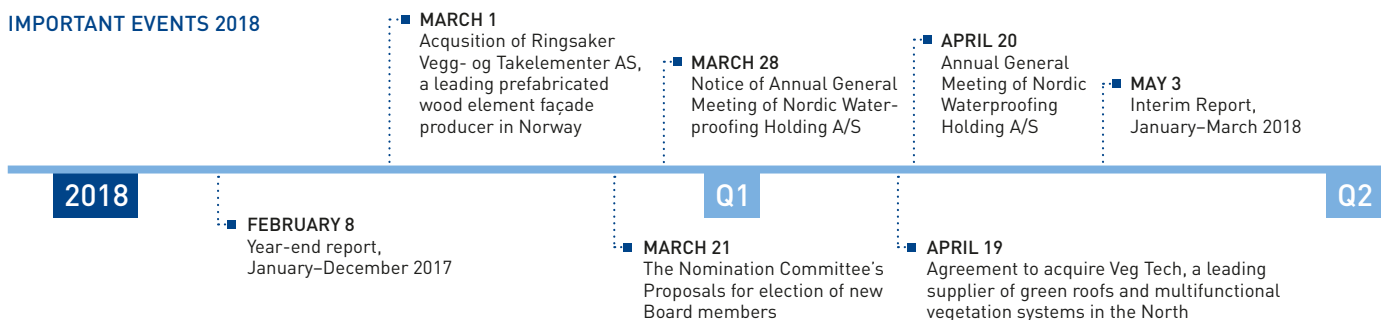 IMPORTANT EVENTS 2018
MARCH 1
Acqusition of Ringsaker
Vegg- og Takelementer AS,
a leading prefabricated
wood element façade
producer in Norway
MARCH 28
Notice of Annual General
Meeting of Nordic Water-
proofing Holding A/S
APRIL 20
Annual General
Meeting of Nordic
Waterproofing
Holding A/S
MAY 3
Interim Report,
January–March 2018
2018
Q1
Q2
FEBRUARY 8
Year-end report,
January–December 2017
MARCH 21
The Nomination Committee’s
Proposals for election of new
Board members
APRIL 19
Agreement to acquire Veg Tech, a leading
supplier of green roofs and multifunctional
vegetation systems in the North